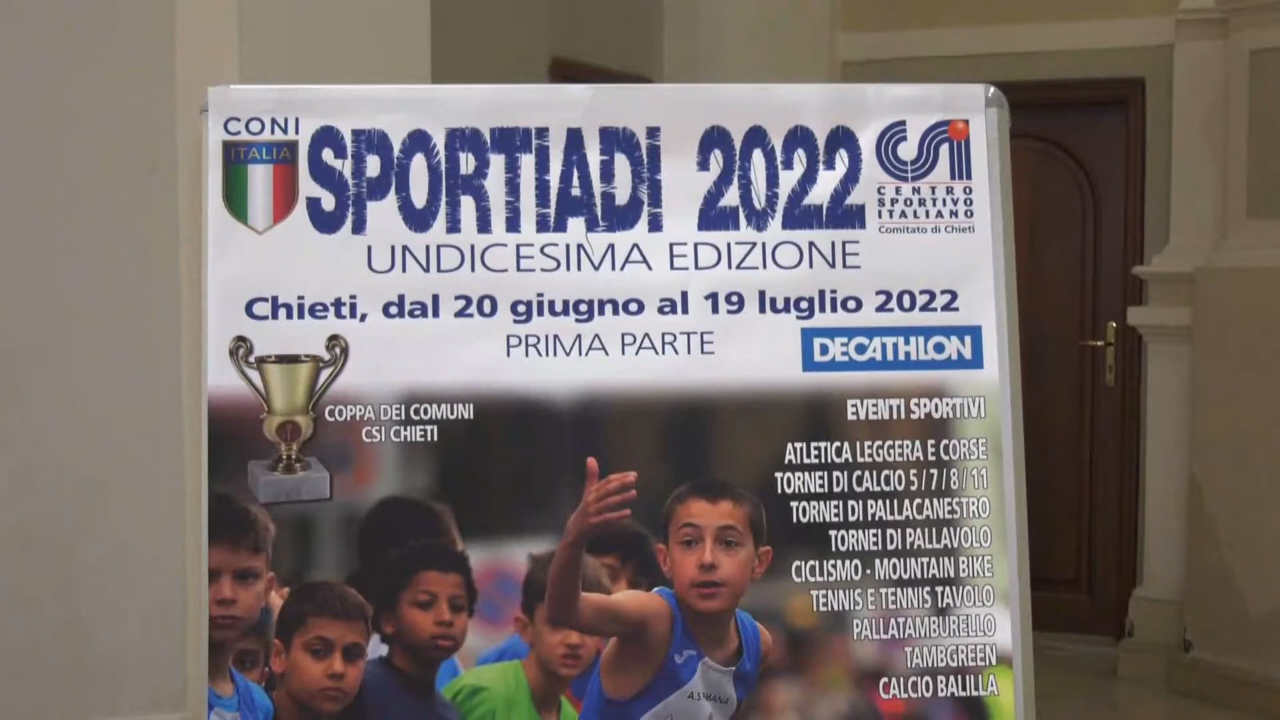 CONI
ITALIA
SPORTIADI 2022
CSI
CENTRO
SPORTIVO
ITALIANO
Comitato di Chieti
UNDICESIMA EDIZIONE
Chieti, dal 20 giugno al 19 luglio 2022
PRIMA PARTE
DECATHLON
COPPA DEI COMUNI
CSI CHIETI
EVENTI SPORTIVI
ATLETICA LEGGERA E CORSE
TORNEI DI CALCIO 5/7/8/11
TORNEI DI PALLACANESTRO
TORNEI DI PALLAVOLO
CICLISMO - MOUNTAIN BIKE
TENNIS E TENNIS TAVOLO
PALLATAMBURELLO
TAMBGREEN
CALCIO BALILLA